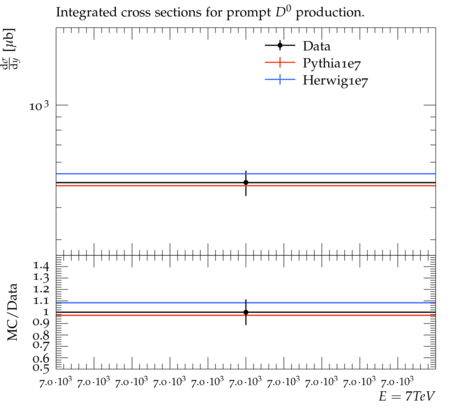 Integrated cross sections for prompt D⁰ production.
dσ/dy [μb]
Data
Pythia1e7
Herwig1e7
10³
MC/Data
1.4
1.3
1.2
1.1
1
0.9
0.8
0.7
0.6
0.5
7.0·10³ 7.0·10³ 7.0·10³ 7.0·10³ 7.0·10³ 7.0·10³ 7.0·10³ 7.0·10³ 7.0·10³ 7.0·10³
E = 7TeV